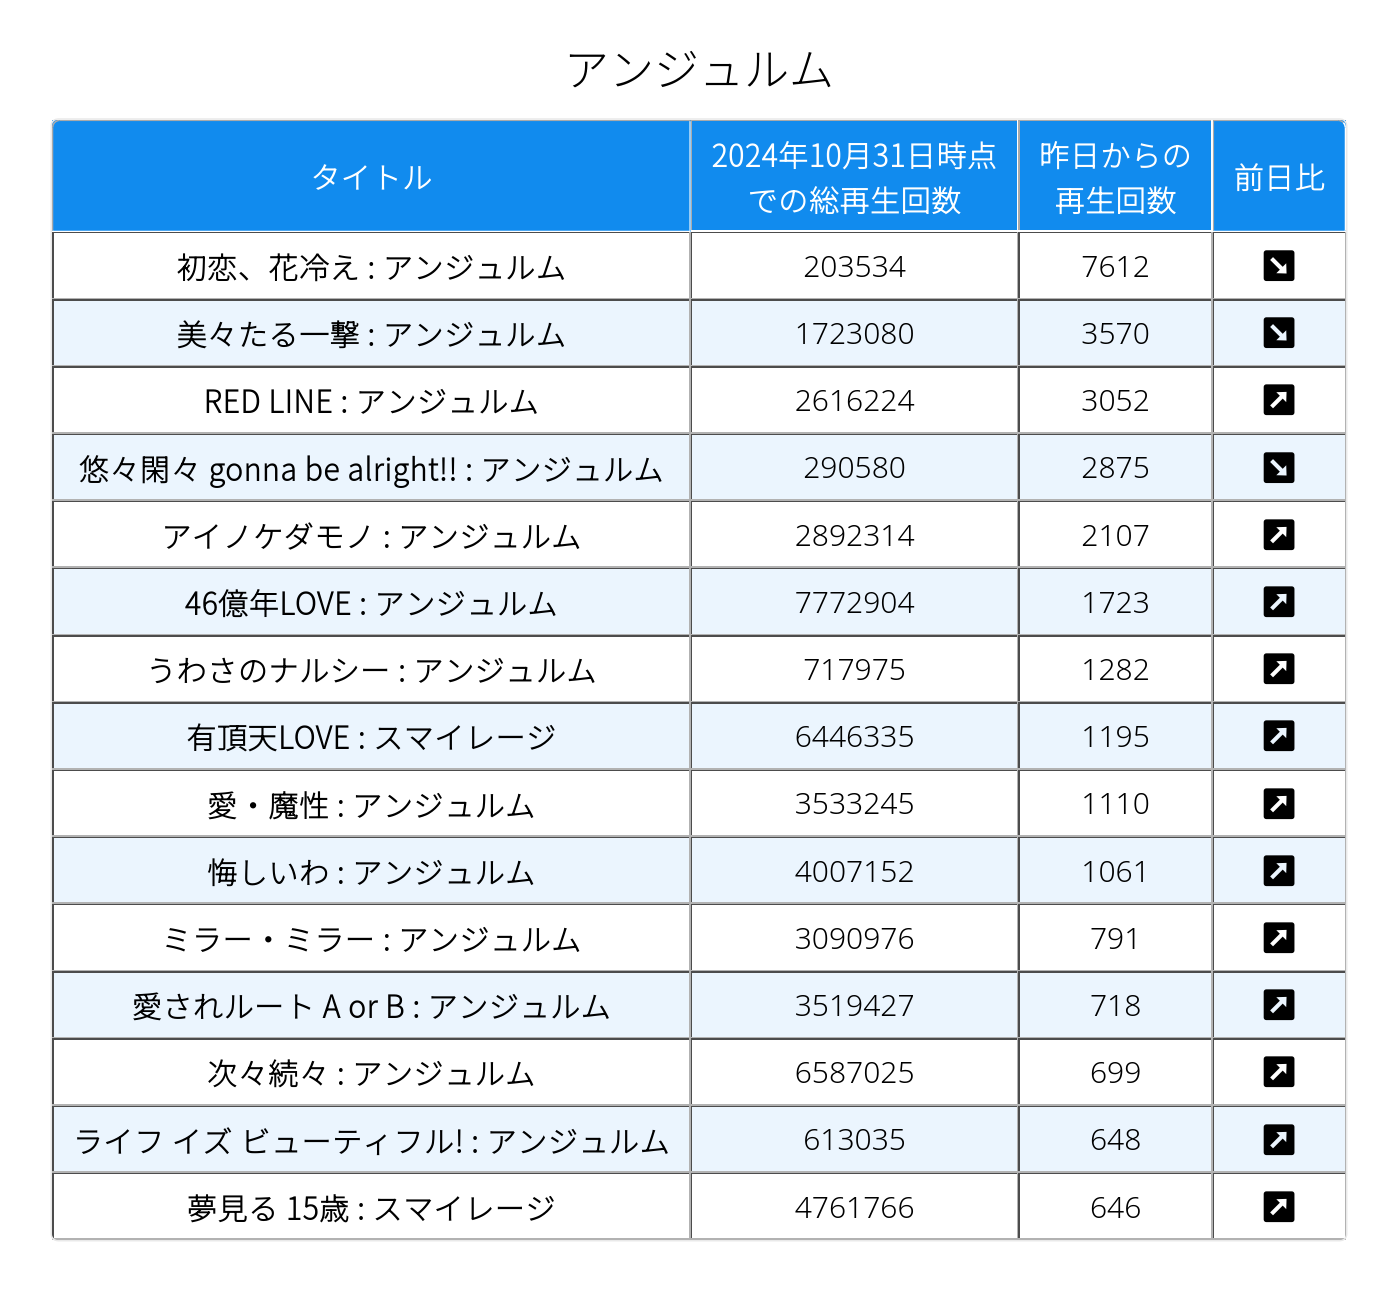 アンジュルム
タイトル 2024年10月31日時点での総再生回数 昨日からの再生回数 前日比
初恋、花冷え : アンジュルム 203534 7612 ↘
美々たる一撃 : アンジュルム 1723080 3570 ↘
RED LINE : アンジュルム 2616224 3052 ↗
悠々閑々 gonna be alright!! : アンジュルム 290580 2875 ↘
アイノケダモノ : アンジュルム 2892314 2107 ↗
46億年LOVE : アンジュルム 7772904 1723 ↗
うわさのナルシー : アンジュルム 717975 1282 ↗
有頂天LOVE : スマイレージ 6446335 1195 ↗
愛・魔性 : アンジュルム 3533245 1110 ↗
悔しいわ : アンジュルム 4007152 1061 ↗
ミラー・ミラー : アンジュルム 3090976 791 ↗
愛されルート A or B : アンジュルム 3519427 718 ↗
次々続々 : アンジュルム 6587025 699 ↗
ライフ イズ ビューティフル! : アンジュルム 613035 648 ↗
夢見る 15歳 : スマイレージ 4761766 646 ↗